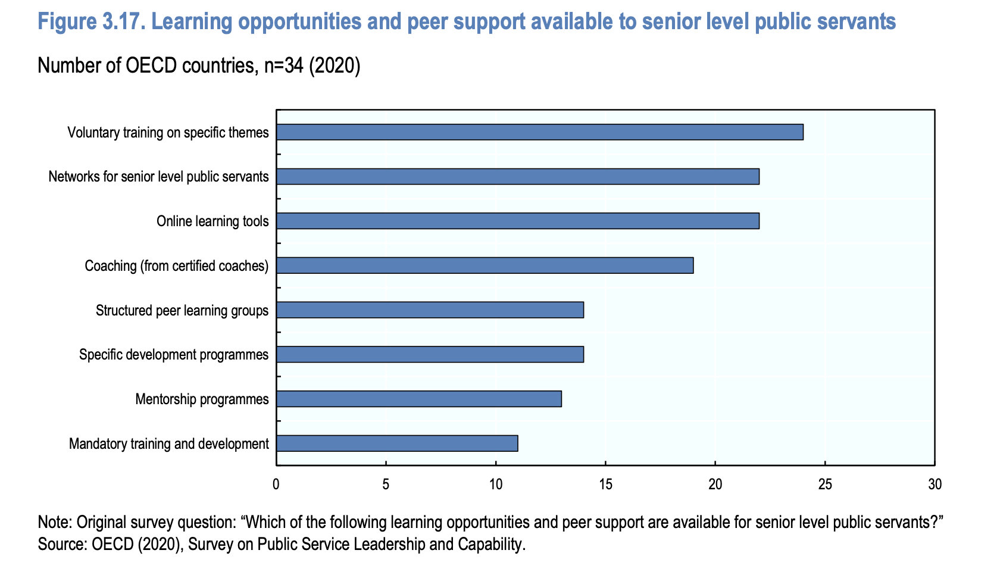 Figure 3.17. Learning opportunities and peer support available to senior level public servants
Number of OECD countries, n=34 (2020)
Voluntary training on specific themes
Networks for senior level public servants
Online learning tools
Coaching (from certified coaches)
Structured peer learning groups
Specific development programmes
Mentorship programmes
Mandatory training and development
0 5 10 15 20 25 30
Note: Original survey question: “Which of the following learning opportunities and peer support are available for senior level public servants?”
Source: OECD (2020), Survey on Public Service Leadership and Capability.